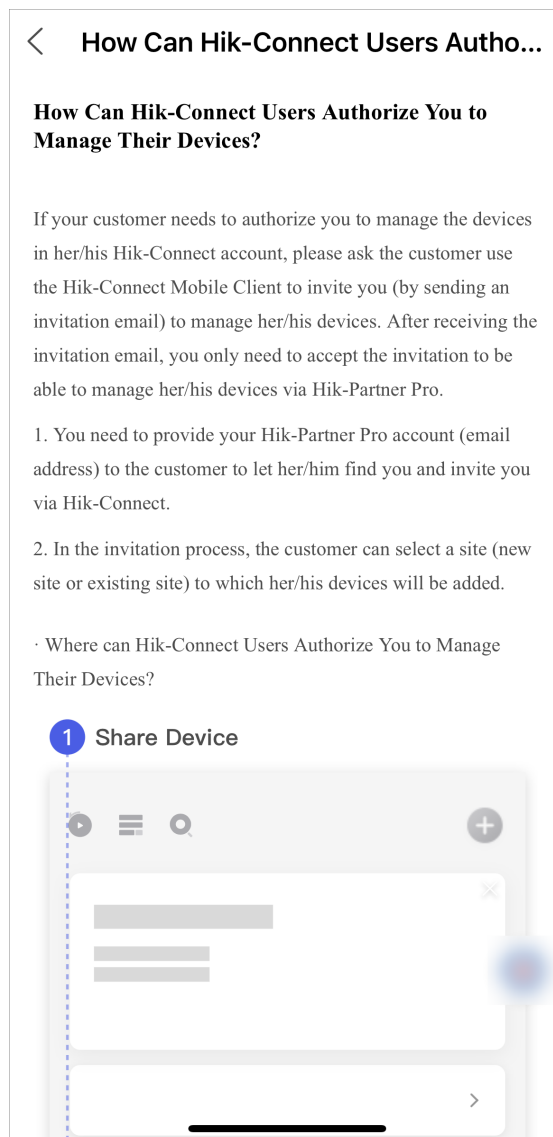 How Can Hik-Connect Users Autho...
How Can Hik-Connect Users Authorize You to
Manage Their Devices?
If your customer needs to authorize you to manage the devices
in her/his Hik-Connect account, please ask the customer use
the Hik-Connect Mobile Client to invite you (by sending an
invitation email) to manage her/his devices. After receiving the
invitation email, you only need to accept the invitation to be
able to manage her/his devices via Hik-Partner Pro.
1. You need to provide your Hik-Partner Pro account (email
address) to the customer to let her/him find you and invite you
via Hik-Connect.
2. In the invitation process, the customer can select a site (new
site or existing site) to which her/his devices will be added.
· Where can Hik-Connect Users Authorize You to Manage
Their Devices?
1 Share Device